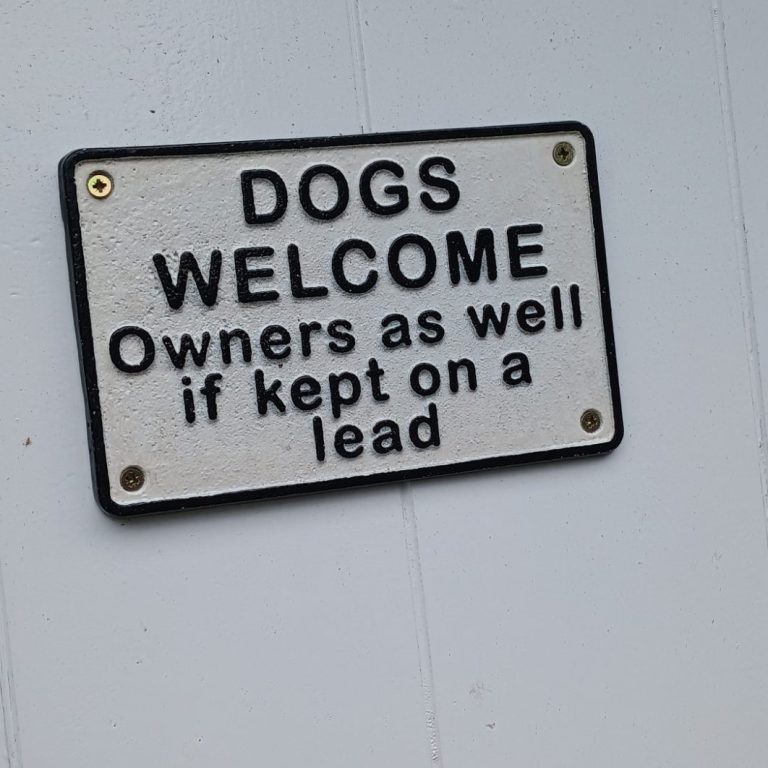 DOGS
WELCOME
Owners as well
if kept on a
lead